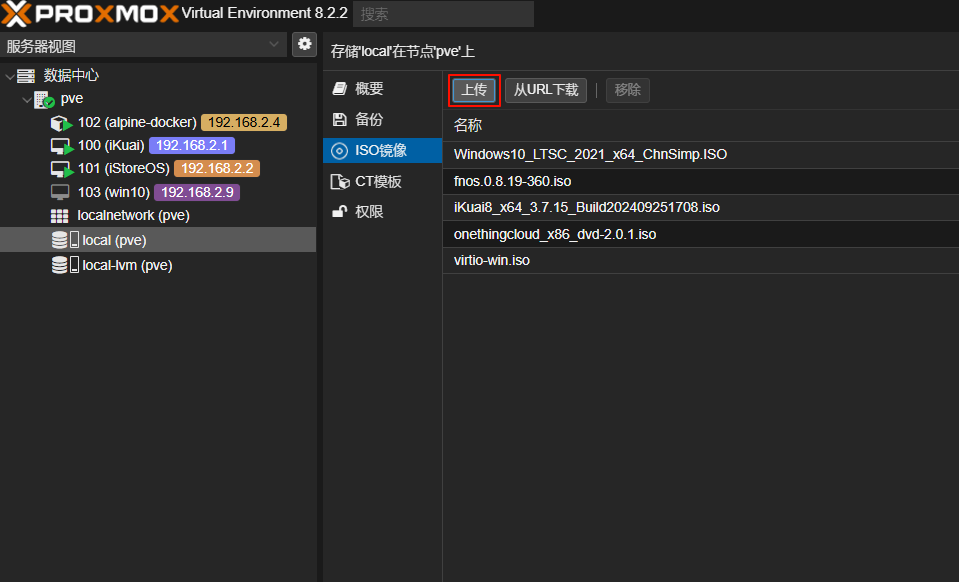 PROXMOX Virtual Environment 8.2.2 搜索
服务器视图
数据中心
pve
102 (alpine-docker) 192.168.2.4
100 (iKuai) 192.168.2.1
101 (iStoreOS) 192.168.2.2
103 (win10) 192.168.2.9
localnetwork (pve)
local (pve)
local-lvm (pve)
存储'local'在节点'pve'上
概要
备份
ISO镜像
CT模板
权限
上传 从URL下载 移除
名称
Windows10_LTSC_2021_x64_ChnSimp.ISO
fnos.0.8.19-360.iso
iKuai8_x64_3.7.15_Build202409251708.iso
onethingcloud_x86_dvd-2.0.1.iso
virtio-win.iso